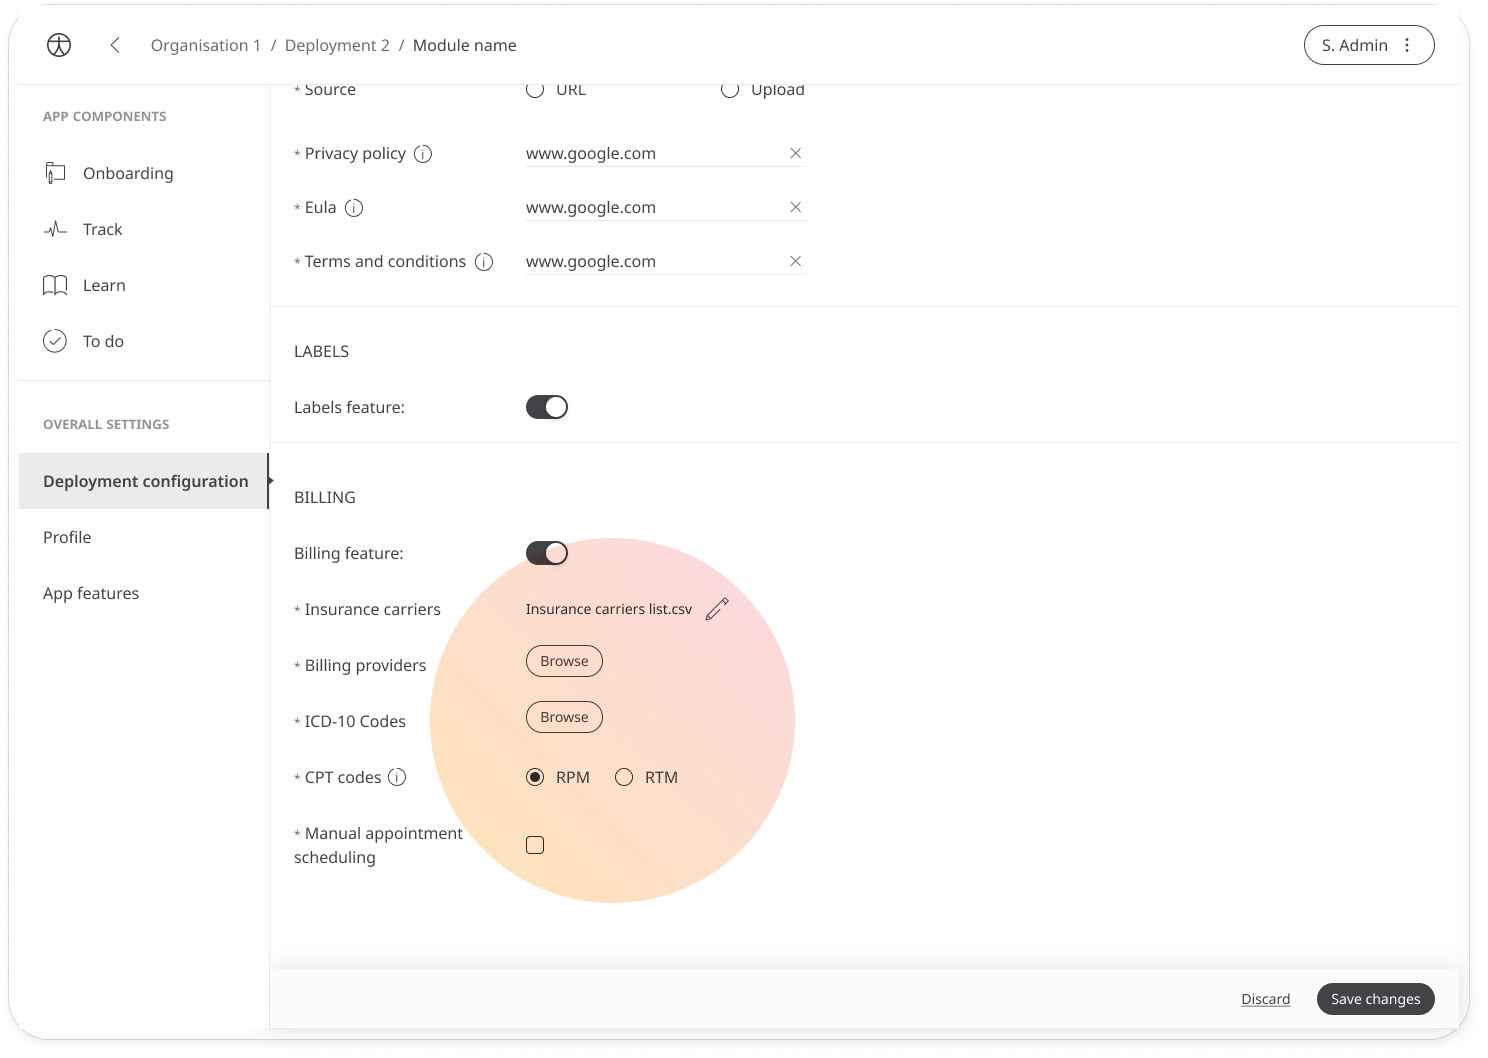 Organisation 1 / Deployment 2 / Module name
S. Admin
APP COMPONENTS
Onboarding
Track
Learn
To do
OVERALL SETTINGS
Deployment configuration
Profile
App features
* Source URL Upload
* Privacy policy www.google.com
* Eula www.google.com
* Terms and conditions www.google.com
LABELS
Labels feature:
BILLING
Billing feature:
* Insurance carriers Insurance carriers list.csv
* Billing providers Browse
* ICD-10 Codes Browse
* CPT codes RPM RTM
* Manual appointment
scheduling
Discard Save changes